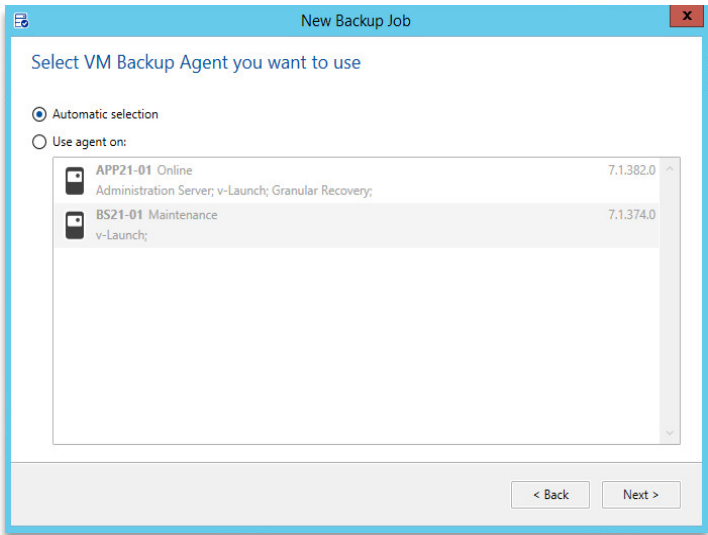 New Backup Job
x
Select VM Backup Agent you want to use
Automatic selection
Use agent on:
APP21-01 Online 7.1.382.0
Administration Server; v-Launch; Granular Recovery;
BS21-01 Maintenance 7.1.374.0
v-Launch;
< Back Next >